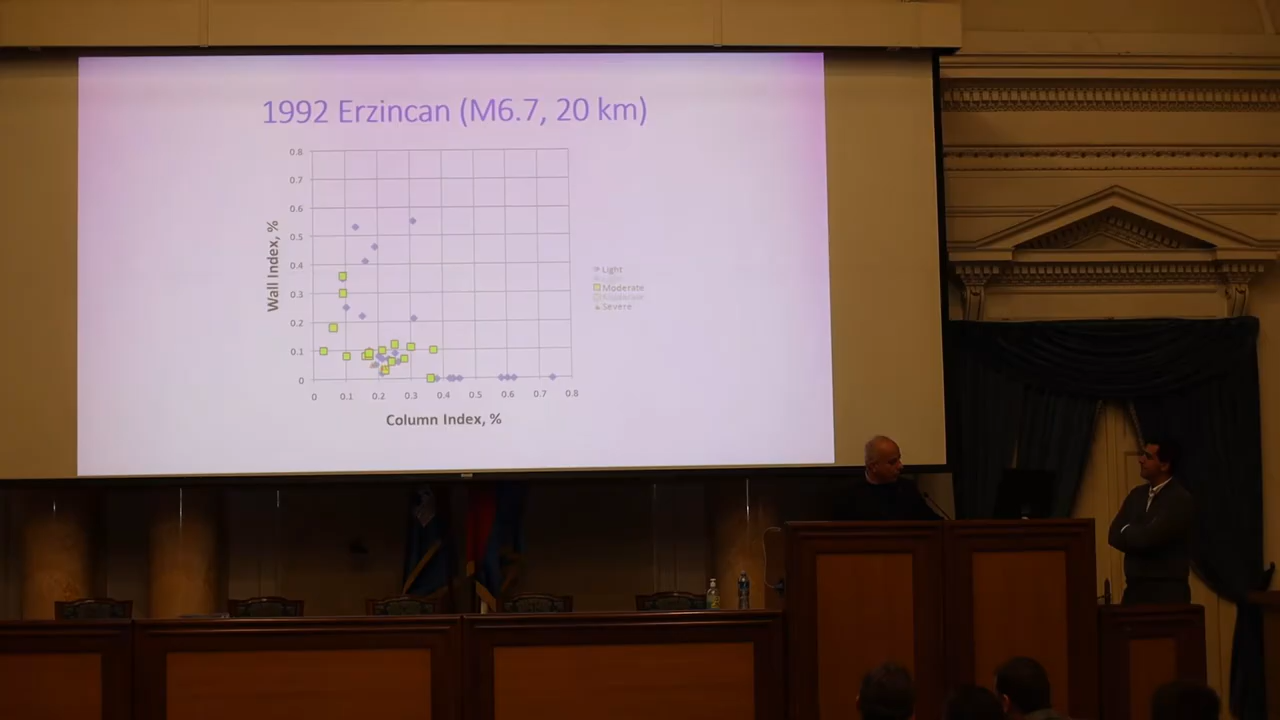 1992 Erzincan (M6.7, 20 km)
0.8
0.7
0.6
0.5
0.4
0.3
0.2
0.1
0
Wall Index, %
0 0.1 0.2 0.3 0.4 0.5 0.6 0.7 0.8
Column Index, %
Light
Moderate
Severe